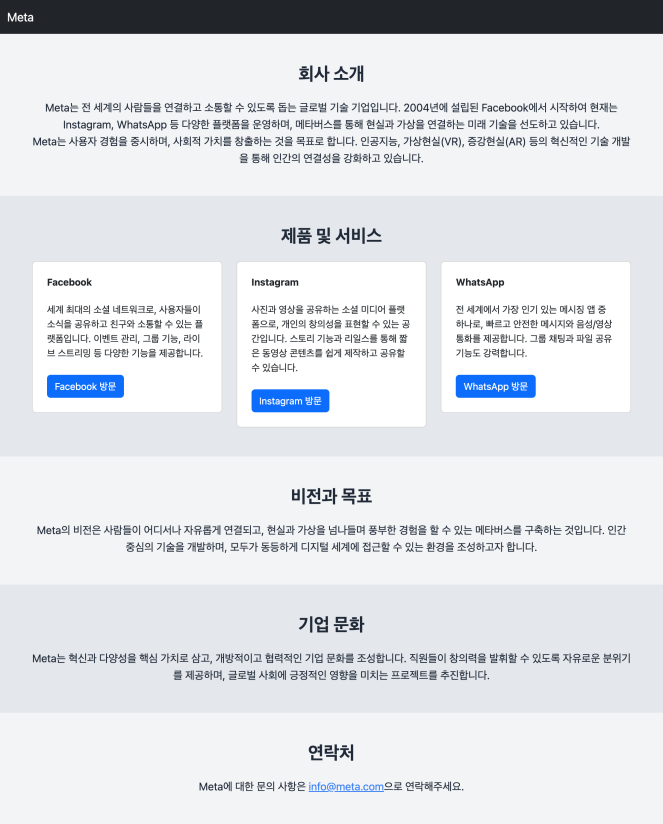 Meta
회사 소개
Meta는 전 세계의 사람들을 연결하고 소통할 수 있도록 돕는 글로벌 기술 기업입니다. 2004년에 설립된 Facebook에서 시작하여 현재는
Instagram, WhatsApp 등 다양한 플랫폼을 운영하며, 메타버스를 통해 현실과 가상을 연결하는 미래 기술을 선도하고 있습니다.
Meta는 사용자 경험을 중시하며, 사회적 가치를 창출하는 것을 목표로 합니다. 인공지능, 가상현실(VR), 증강현실(AR) 등의 혁신적인 기술 개발
을 통해 인간의 연결성을 강화하고 있습니다.
제품 및 서비스
Facebook
세계 최대의 소셜 네트워크로, 사용자들이
소식을 공유하고 친구와 소통할 수 있는 플
랫폼입니다. 이벤트 관리, 그룹 기능, 라이
브 스트리밍 등 다양한 기능을 제공합니다.
Facebook 방문
Instagram
사진과 영상을 공유하는 소셜 미디어 플랫
폼으로, 개인의 창의성을 표현할 수 있는 공
간입니다. 스토리 기능과 릴스를 통해 짧
은 동영상 콘텐츠를 쉽게 제작하고 공유할
수 있습니다.
Instagram 방문
WhatsApp
전 세계에서 가장 인기 있는 메시징 앱 중
하나로, 빠르고 안전한 메시지와 음성/영상
통화를 제공합니다. 그룹 채팅과 파일 공유
기능도 강력합니다.
WhatsApp 방문
비전과 목표
Meta의 비전은 사람들이 어디서나 자유롭게 연결되고, 현실과 가상을 넘나들며 풍부한 경험을 할 수 있는 메타버스를 구축하는 것입니다. 인간
중심의 기술을 개발하며, 모두가 동등하게 디지털 세계에 접근할 수 있는 환경을 조성하고자 합니다.
기업 문화
Meta는 혁신과 다양성을 핵심 가치로 삼고, 개방적이고 협력적인 기업 문화를 조성합니다. 직원들이 창의력을 발휘할 수 있도록 자유로운 분위기
를 제공하며, 글로벌 사회에 긍정적인 영향을 미치는 프로젝트를 추진합니다.
연락처
Meta에 대한 문의 사항은 info@meta.com으로 연락해주세요.